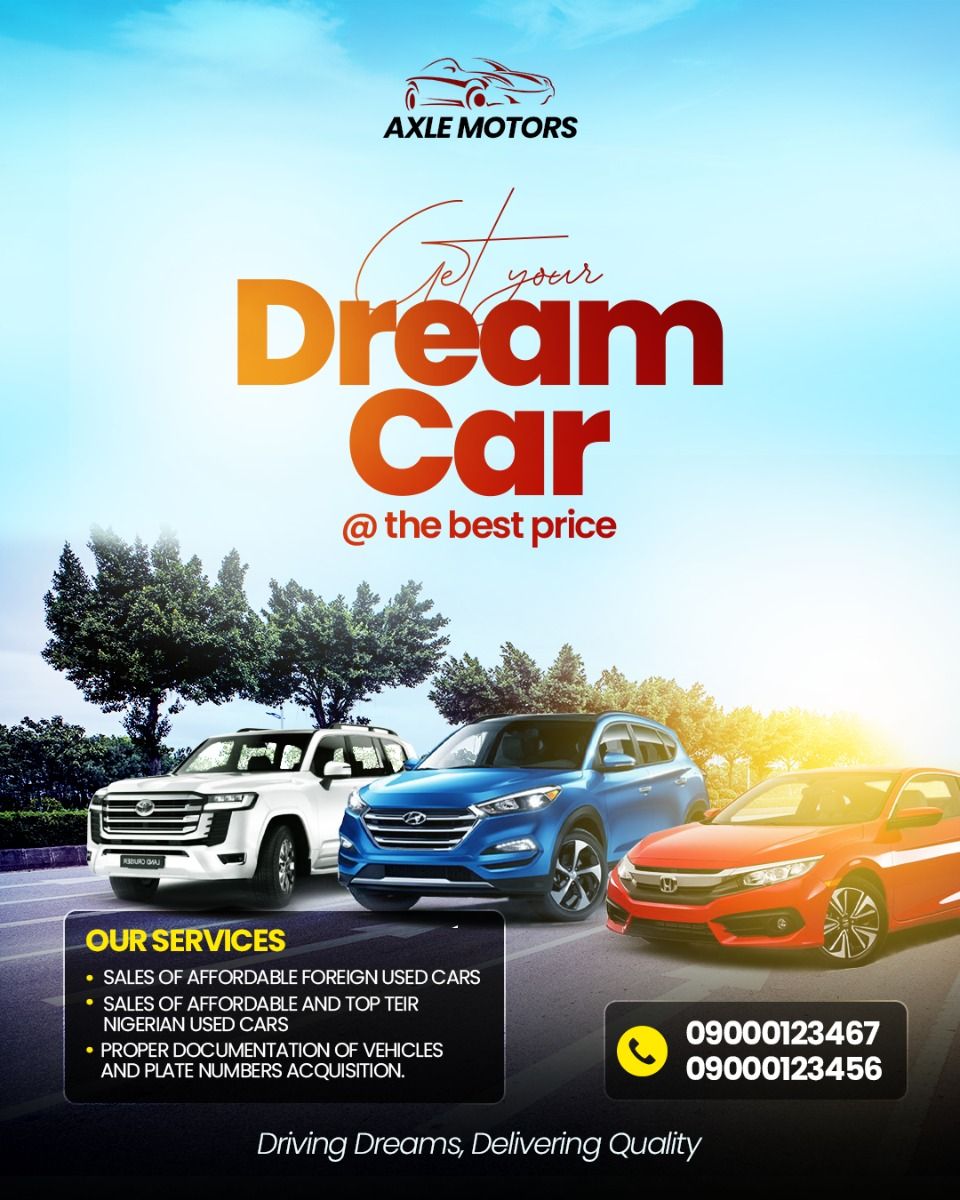 AXLE MOTORS
Get your
Dream
Car
@ the best price
LAND CRUISER
OUR SERVICES
• SALES OF AFFORDABLE FOREIGN USED CARS
• SALES OF AFFORDABLE AND TOP TEIR
NIGERIAN USED CARS
• PROPER DOCUMENTATION OF VEHICLES
AND PLATE NUMBERS ACQUISITION.
09000123467
09000123456
Driving Dreams, Delivering Quality